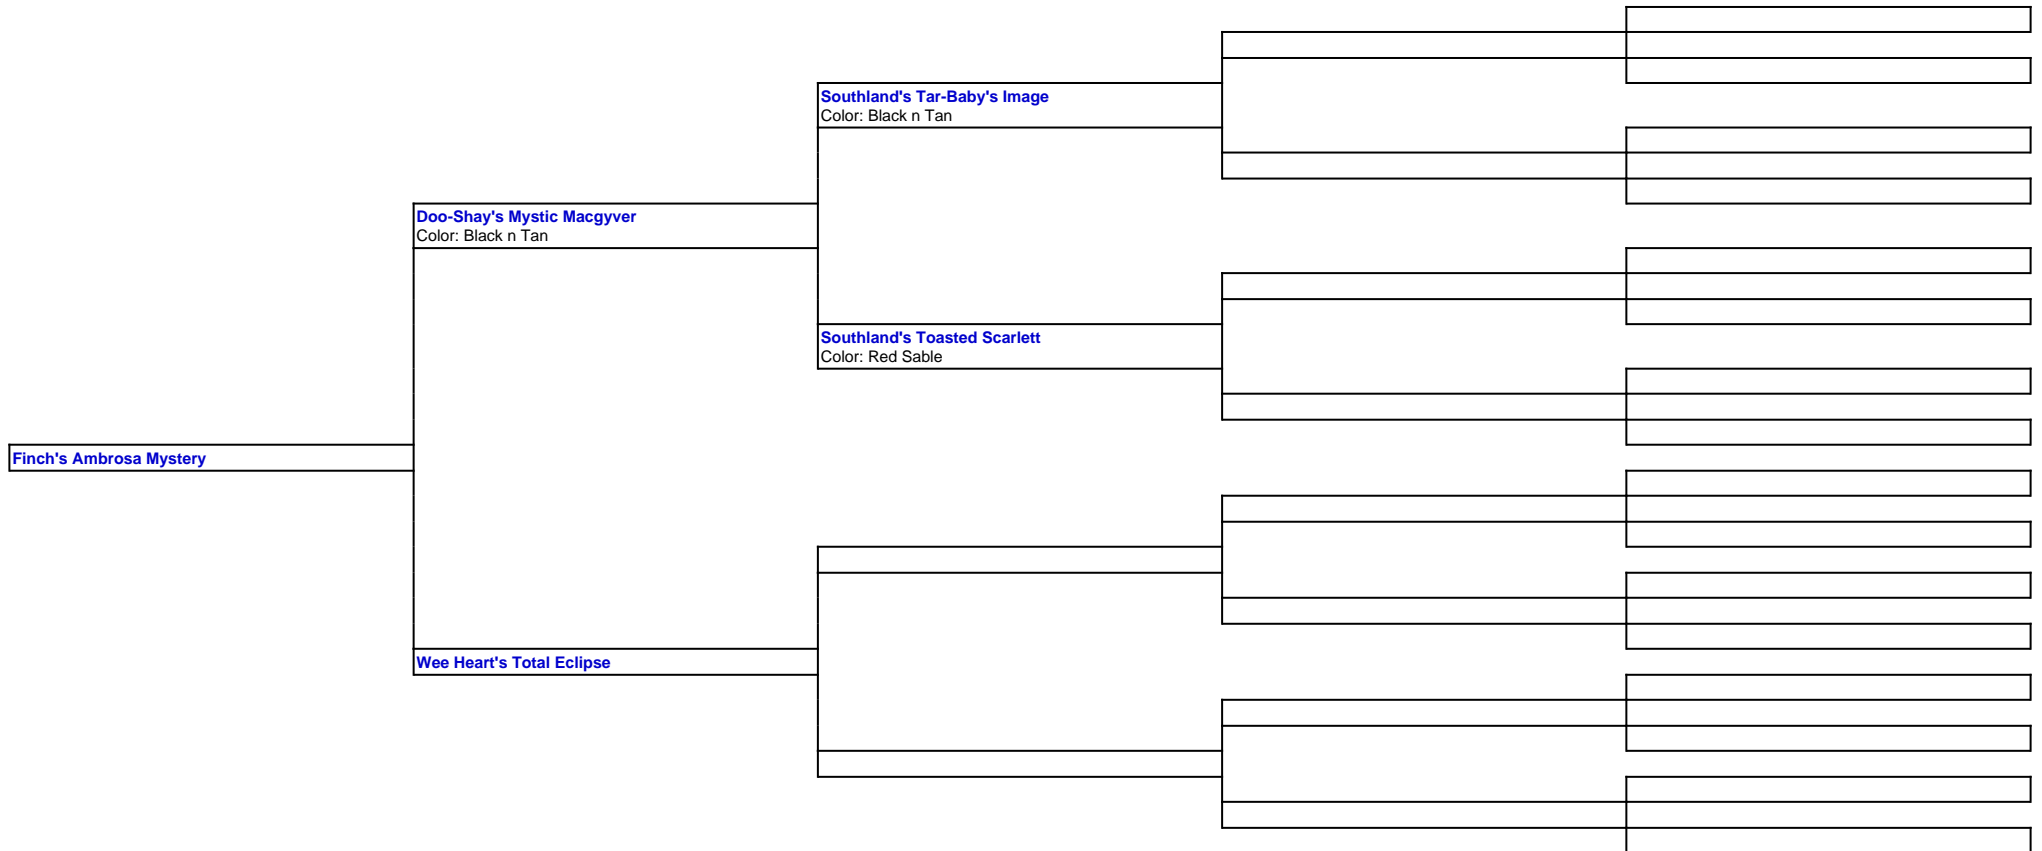 Southland's Tar-Baby's Image
Color: Black n Tan
Doo-Shay's Mystic Macgyver
Color: Black n Tan
Southland's Toasted Scarlett
Color: Red Sable
Finch's Ambrosa Mystery
Wee Heart's Total Eclipse